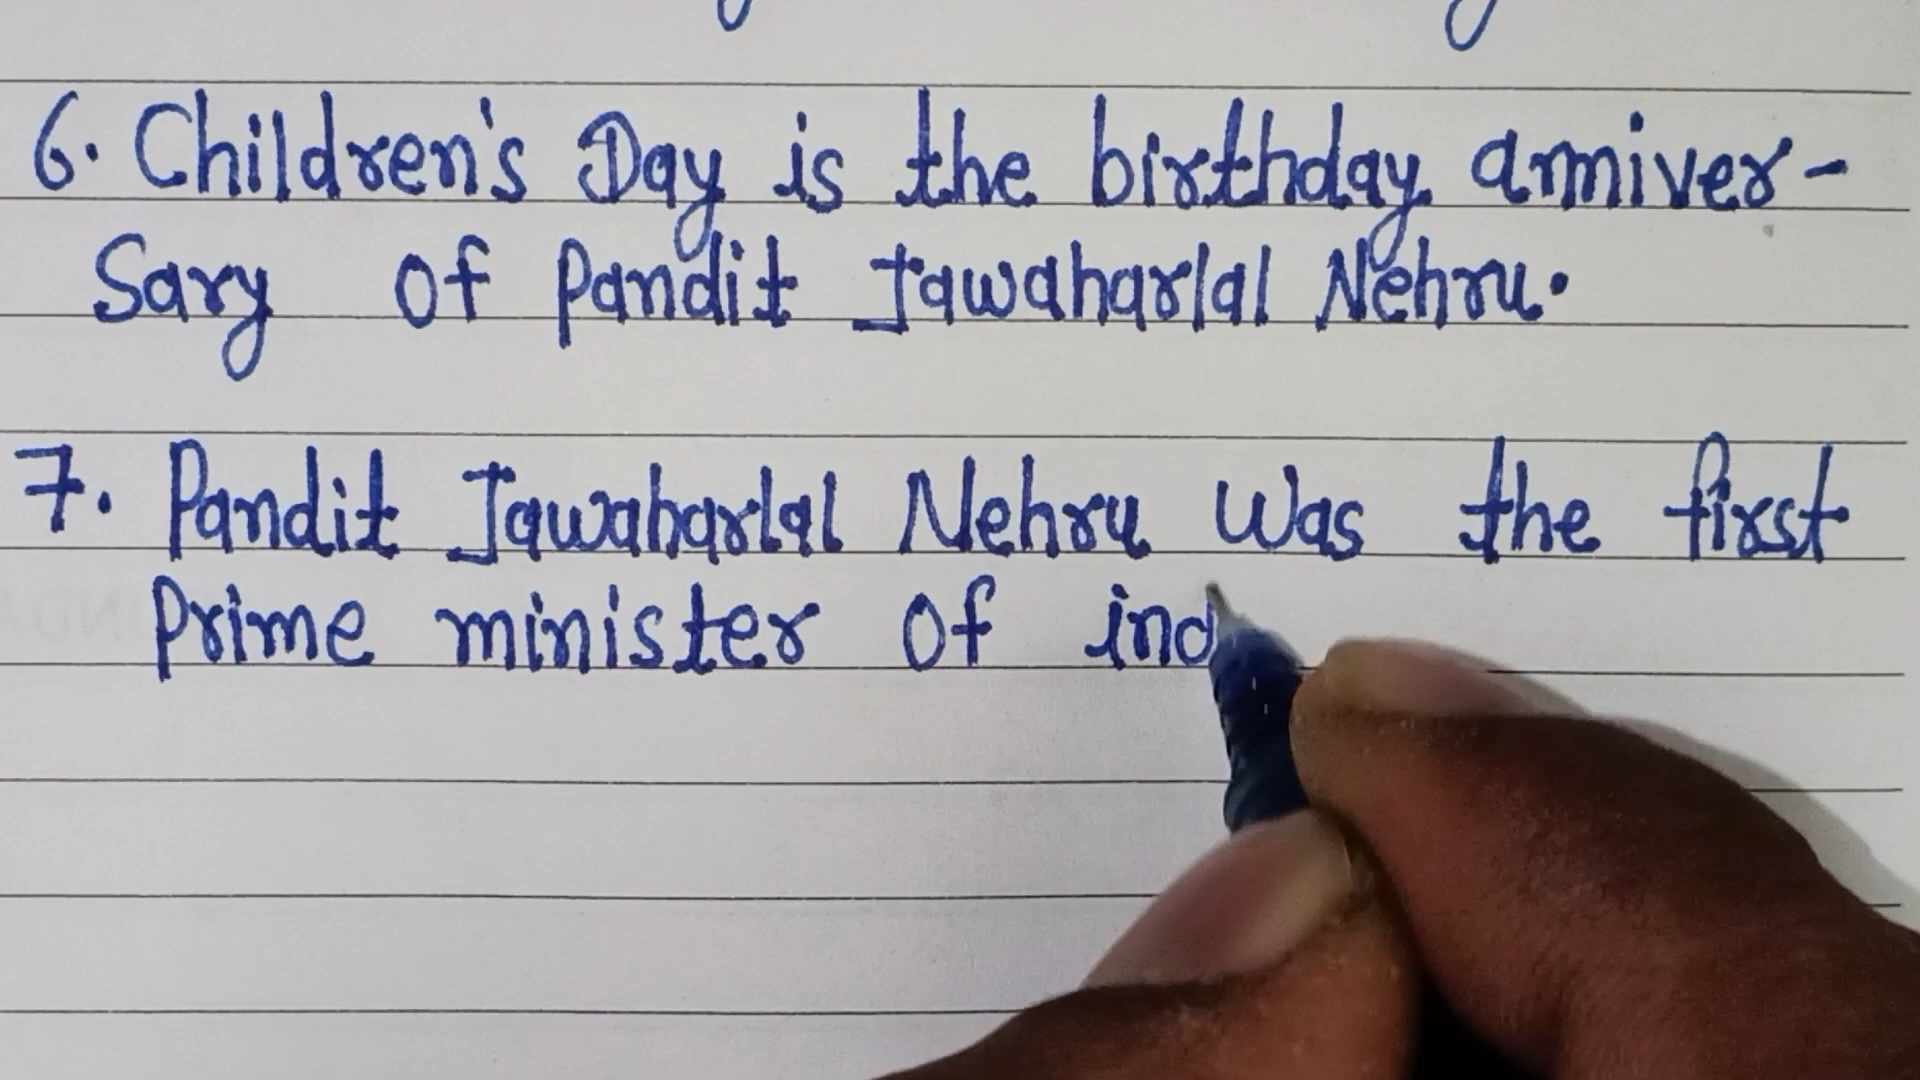 6. Children's Day is the birthday anniver-
Sary of Pandit Jawaharlal Nehru.
7. Pandit Jawaharlal Nehru Was the first
Prime minister of ind